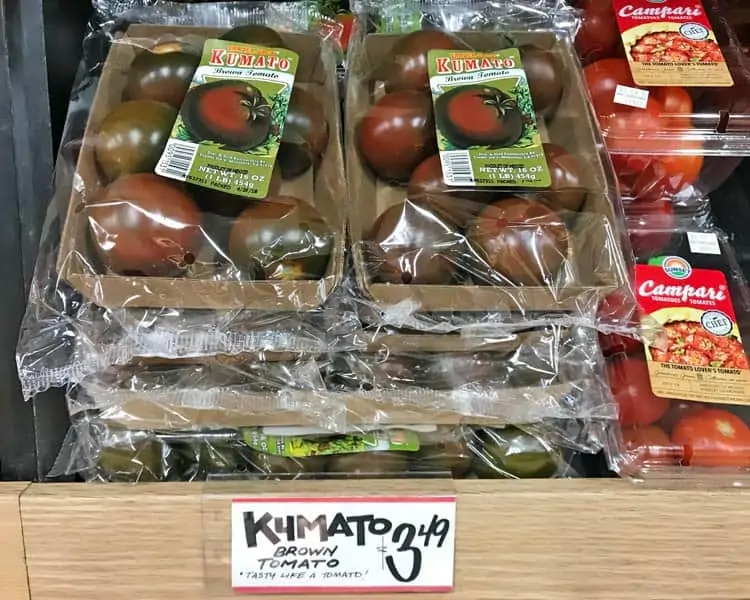 KUMATO
Brown Tomato
NET WT. 16 OZ
(1 LB) 454g
KUMATO
Brown Tomato
NET WT. 16 OZ
(1 LB) 454g
Campari
TOMATOES TOMATES
THE TOMATO LOVER'S TOMATO
SUNSET
Campari
TOMATOES TOMATES
CHEF
THE TOMATO LOVER'S TOMATO
KUMATO
BROWN
TOMATO
$3.49
• TASTY LIKE A TOMATO!